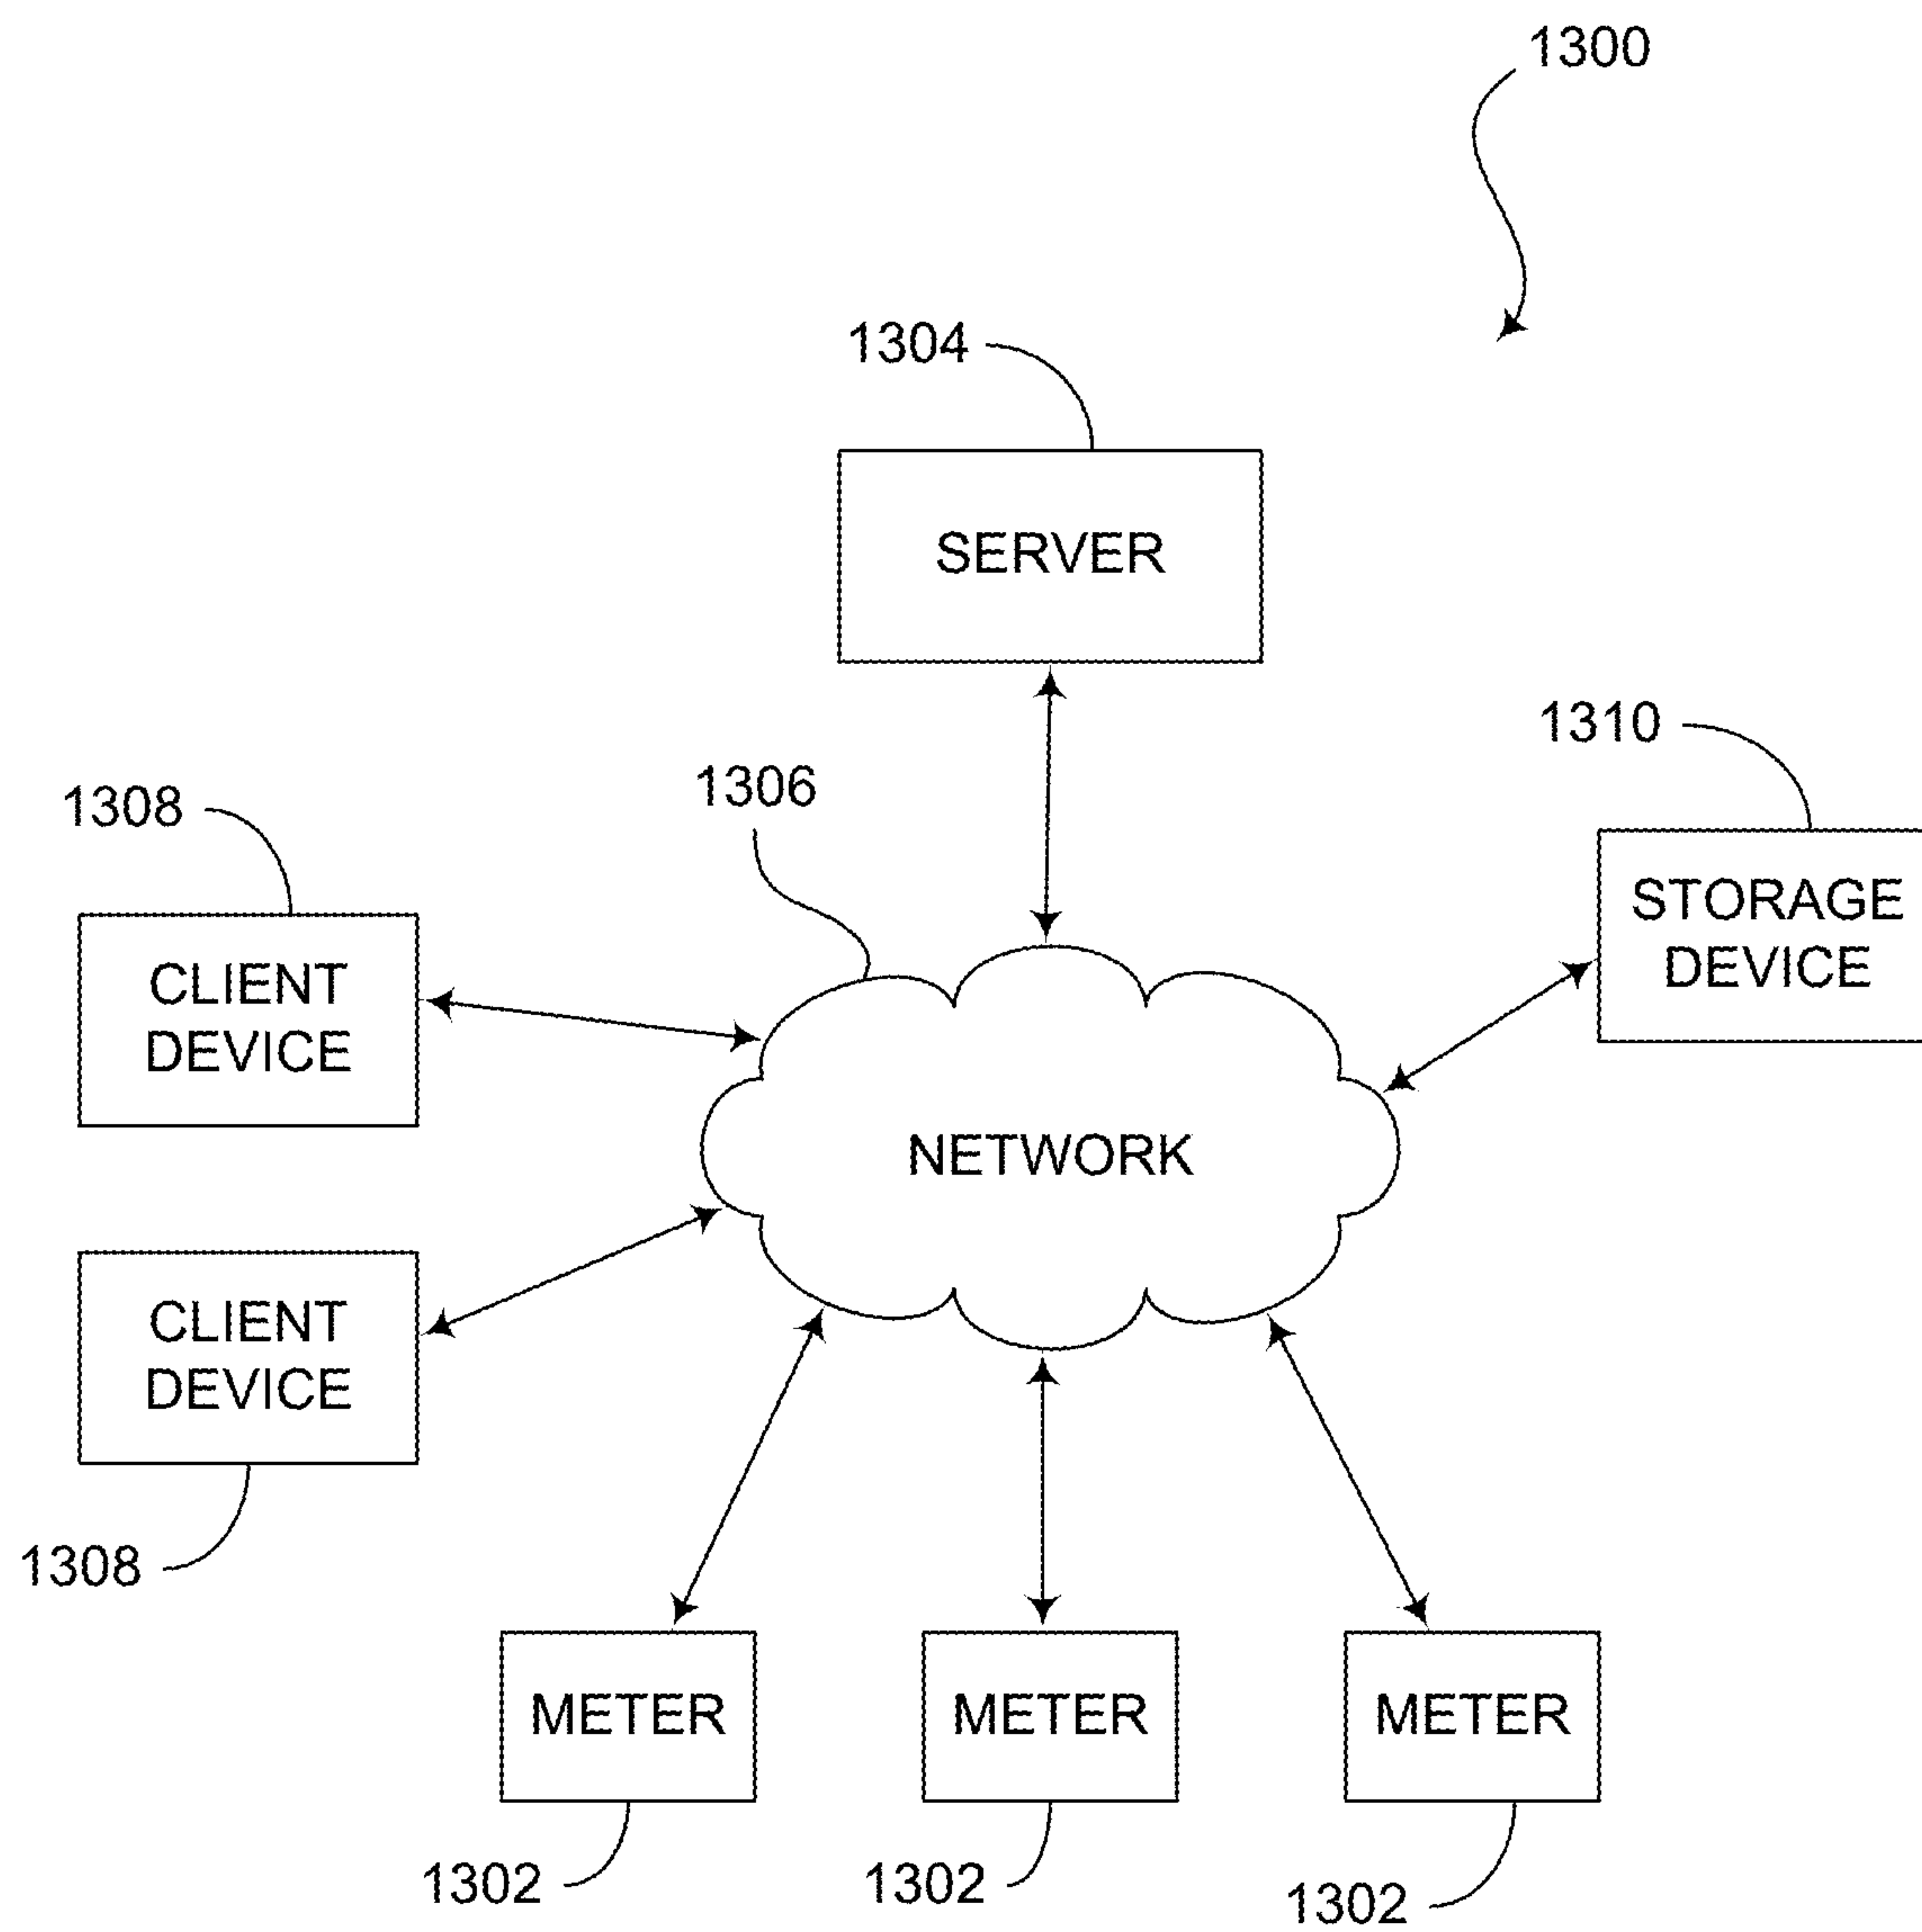 1300
1304
SERVER
1310
1306
1308
STORAGE
DEVICE
CLIENT
DEVICE
NETWORK
CLIENT
DEVICE
1308
METER
METER
METER
1302
1302
1302